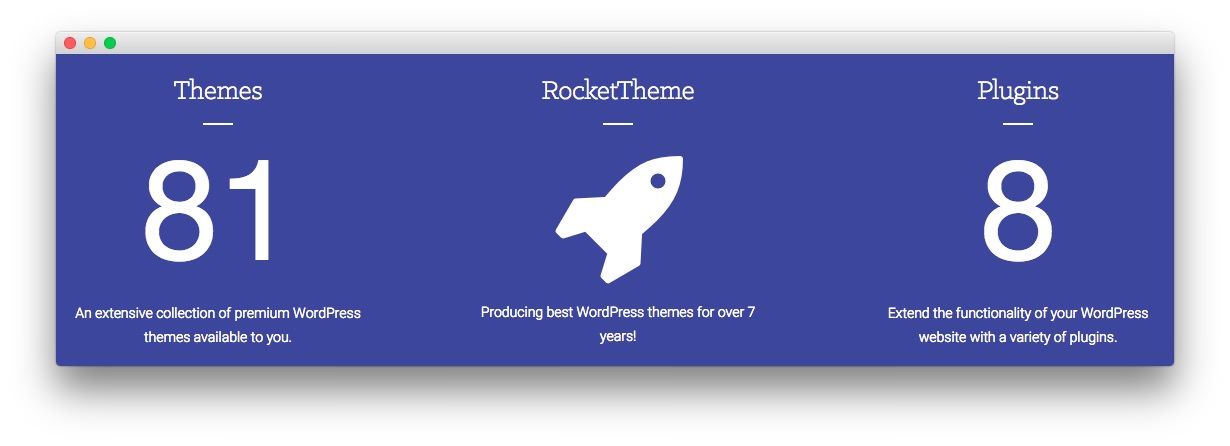 Themes
81
An extensive collection of premium WordPress
themes available to you.
RocketTheme
Producing best WordPress themes for over 7
years!
Plugins
8
Extend the functionality of your WordPress
website with a variety of plugins.